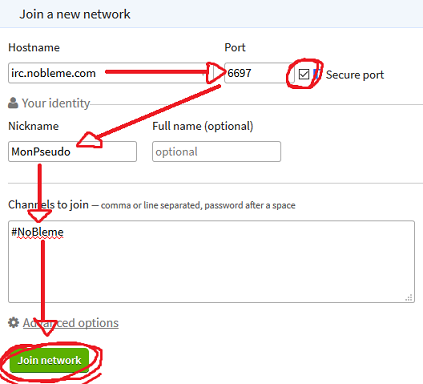 Join a new network
Hostname Port
irc.nobleme.com 6697 Secure port
Your identity
Nickname Full name (optional)
MonPseudo optional
Channels to join — comma or line separated, password after a space
#NoBleme
Advanced options
Join network